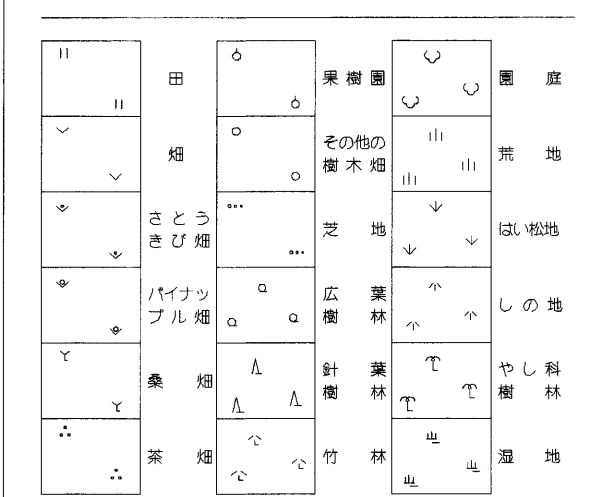 田
果樹園
園庭
畑
その他の
樹木畑
荒地
さとう
きび畑
芝地
はい松地
パイナッ
プル畑
広葉
樹林
しの地
桑畑
針葉
樹林
やし科
樹林
茶畑
竹林
湿地